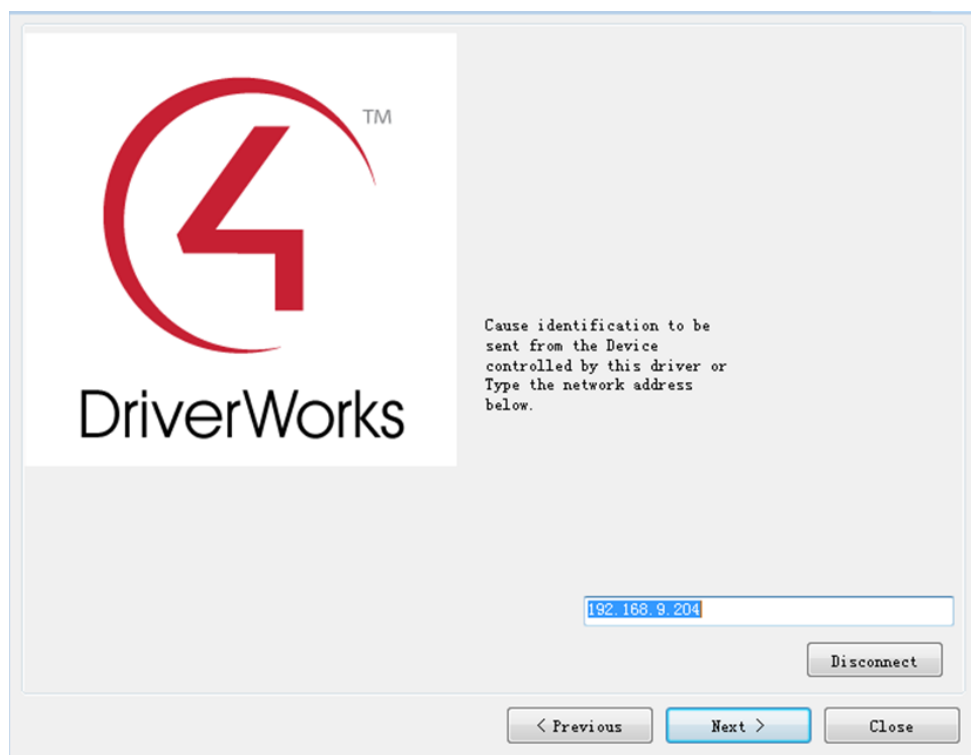 4
TM
DriverWorks
Cause identification to be
sent from the Device
controlled by this driver or
Type the network address
below.
192.168.9.204
Disconnect
< Previous
Next >
Close